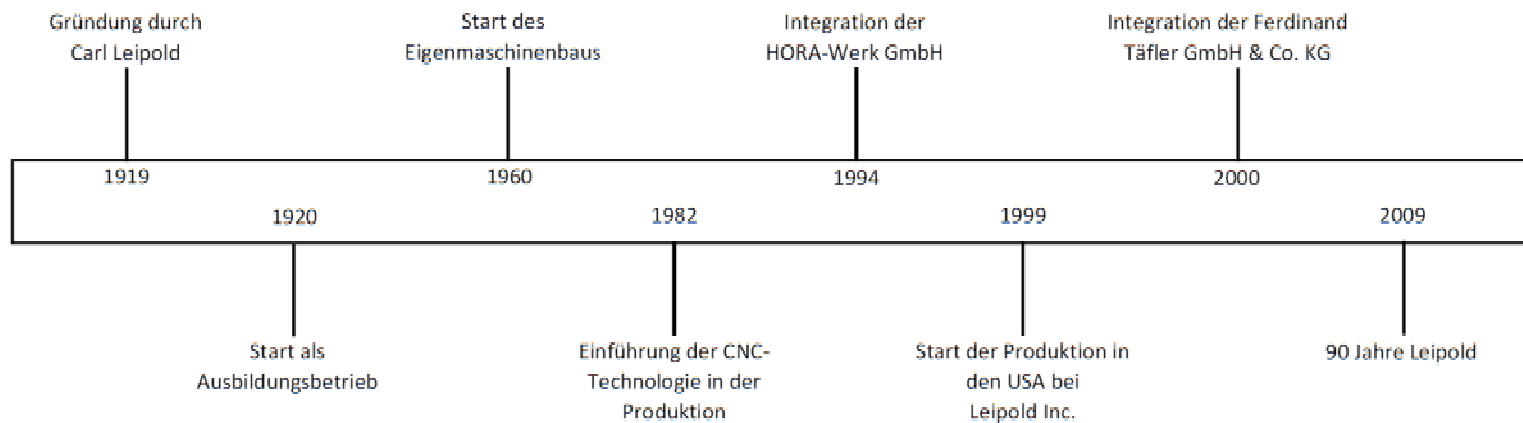 Gründung durch
Carl Leipold
Start des
Eigenmaschinenbaus
Integration der
HORA-Werk GmbH
Integration der Ferdinand
Täfler GmbH & Co. KG
1919
1960
1994
2000
1920
1982
1999
2009
Start als
Ausbildungsbetrieb
Einführung der CNC-
Technologie in der
Produktion
Start der Produktion in
den USA bei
Leipold Inc.
90 Jahre Leipold